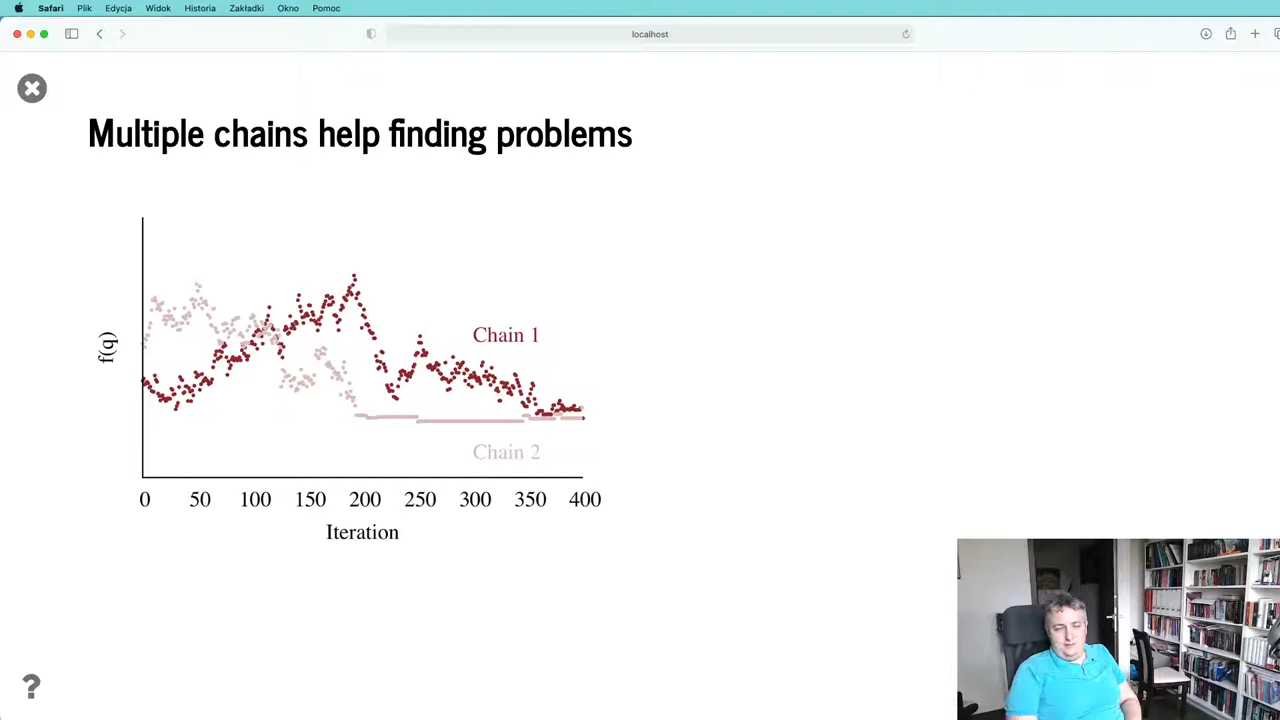 Safari Plik Edycja Widok Historia Zakładki Okno Pomoc
localhost
Multiple chains help finding problems
f(q)
Chain 1
Chain 2
0 50 100 150 200 250 300 350 400
Iteration
?